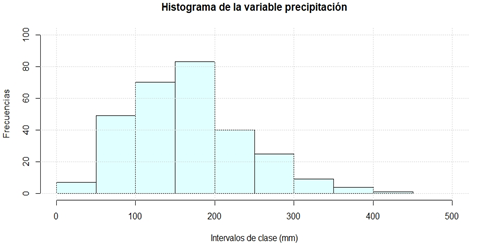 Histograma de la variable precipitación
Frecuencias
100
80
60
40
20
0
0 100 200 300 400 500
Intervalos de clase (mm)